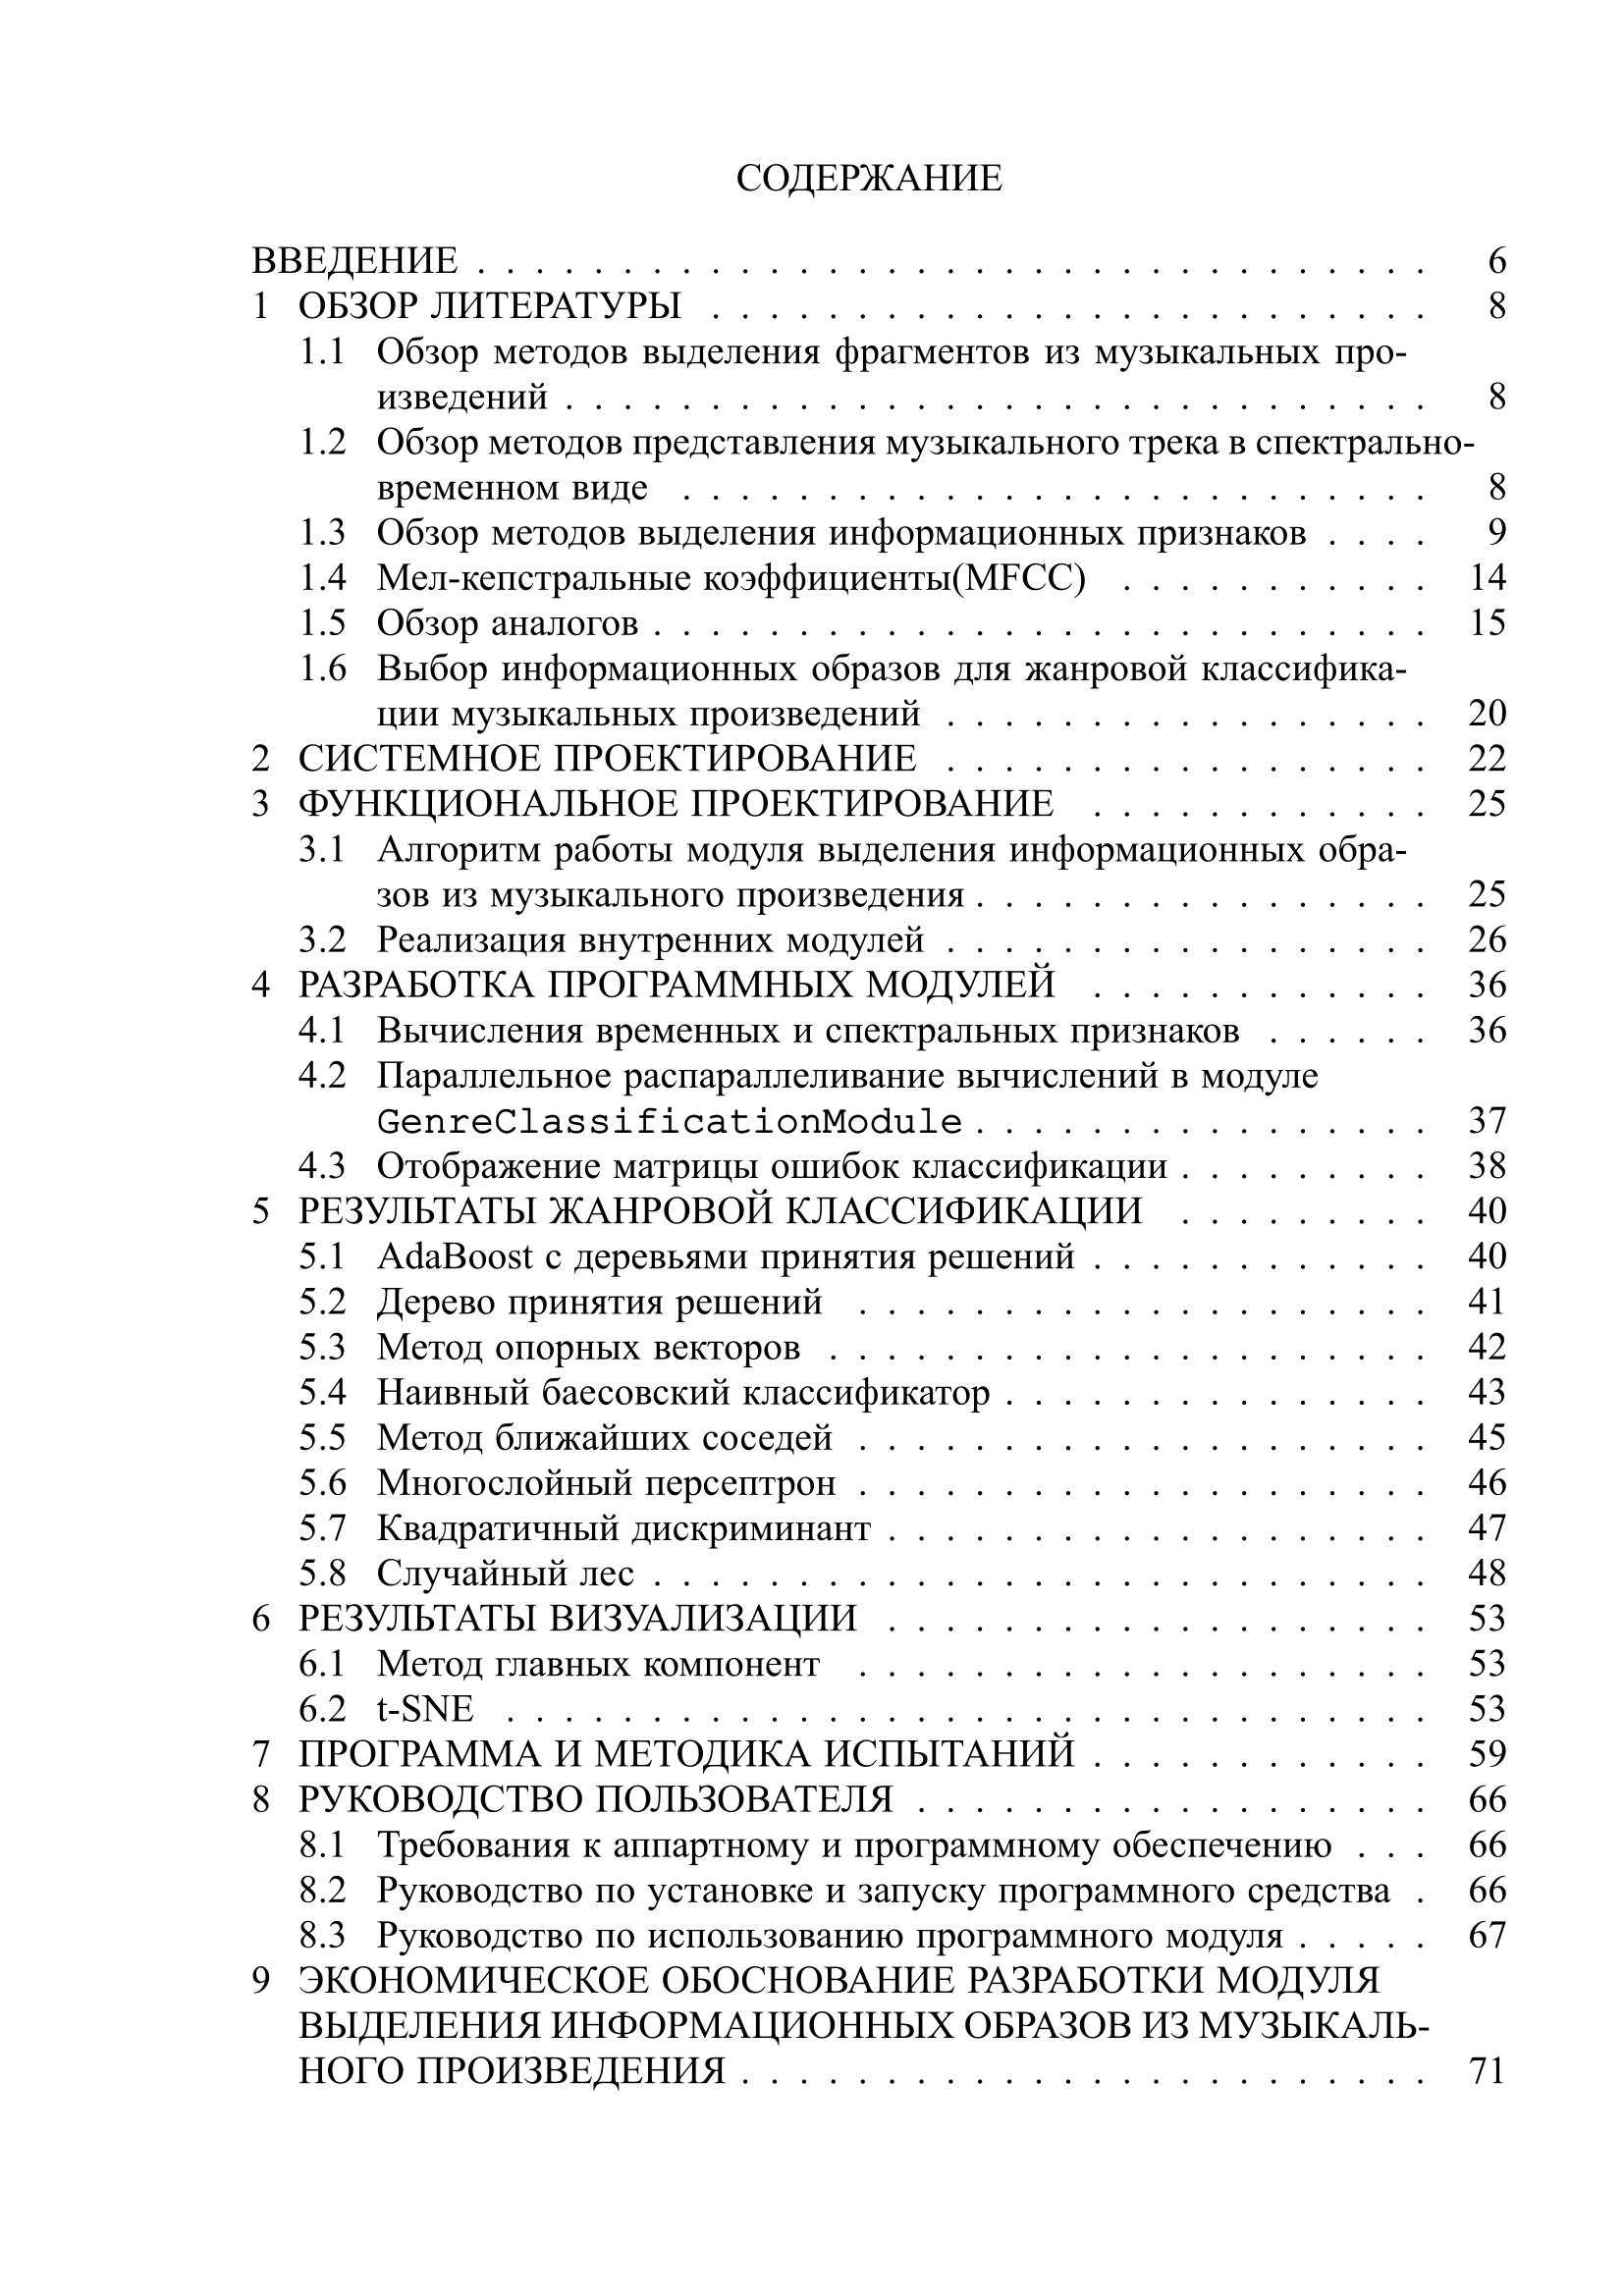 СОДЕРЖАНИЕ
ВВЕДЕНИЕ . . . . . . . . . . . . . . . . . . . . . . . . . . . . . . . . . 6
1 ОБЗОР ЛИТЕРАТУРЫ . . . . . . . . . . . . . . . . . . . . . . . . . 8
1.1 Обзор методов выделения фрагментов из музыкальных про-
изведений . . . . . . . . . . . . . . . . . . . . . . . . . . . . . . 8
1.2 Обзор методов представления музыкального трека в спектрально-
временном виде . . . . . . . . . . . . . . . . . . . . . . . . . . 8
1.3 Обзор методов выделения информационных признаков . . . . 9
1.4 Мел-кепстральные коэффициенты(MFCC) . . . . . . . . . . . 14
1.5 Обзор аналогов . . . . . . . . . . . . . . . . . . . . . . . . . . . 15
1.6 Выбор информационных образов для жанровой классифика-
ции музыкальных произведений . . . . . . . . . . . . . . . . . 20
2 СИСТЕМНОЕ ПРОЕКТИРОВАНИЕ . . . . . . . . . . . . . . . . . 22
3 ФУНКЦИОНАЛЬНОЕ ПРОЕКТИРОВАНИЕ . . . . . . . . . . . . 25
3.1 Алгоритм работы модуля выделения информационных обра-
зов из музыкального произведения . . . . . . . . . . . . . . . . 25
3.2 Реализация внутренних модулей . . . . . . . . . . . . . . . . . 26
4 РАЗРАБОТКА ПРОГРАММНЫХ МОДУЛЕЙ . . . . . . . . . . . . 36
4.1 Вычисления временных и спектральных признаков . . . . . . 36
4.2 Параллельное распараллеливание вычислений в модуле
GenreClassificationModule . . . . . . . . . . . . . . . . 37
4.3 Отображение матрицы ошибок классификации . . . . . . . . . 38
5 РЕЗУЛЬТАТЫ ЖАНРОВОЙ КЛАССИФИКАЦИИ . . . . . . . . . 40
5.1 AdaBoost с деревьями принятия решений . . . . . . . . . . . . 40
5.2 Дерево принятия решений . . . . . . . . . . . . . . . . . . . . 41
5.3 Метод опорных векторов . . . . . . . . . . . . . . . . . . . . . 42
5.4 Наивный баесовский классификатор . . . . . . . . . . . . . . . 43
5.5 Метод ближайших соседей . . . . . . . . . . . . . . . . . . . . 45
5.6 Многослойный персептрон . . . . . . . . . . . . . . . . . . . . 46
5.7 Квадратичный дискриминант . . . . . . . . . . . . . . . . . . . 47
5.8 Случайный лес . . . . . . . . . . . . . . . . . . . . . . . . . . . 48
6 РЕЗУЛЬТАТЫ ВИЗУАЛИЗАЦИИ . . . . . . . . . . . . . . . . . . . 53
6.1 Метод главных компонент . . . . . . . . . . . . . . . . . . . . 53
6.2 t-SNE . . . . . . . . . . . . . . . . . . . . . . . . . . . . . . . . 53
7 ПРОГРАММА И МЕТОДИКА ИСПЫТАНИЙ . . . . . . . . . . . . 59
8 РУКОВОДСТВО ПОЛЬЗОВАТЕЛЯ . . . . . . . . . . . . . . . . . . 66
8.1 Требования к аппартному и программному обеспечению . . . 66
8.2 Руководство по установке и запуску программного средства . 66
8.3 Руководство по использованию программного модуля . . . . . 67
9 ЭКОНОМИЧЕСКОЕ ОБОСНОВАНИЕ РАЗРАБОТКИ МОДУЛЯ
ВЫДЕЛЕНИЯ ИНФОРМАЦИОННЫХ ОБРАЗОВ ИЗ МУЗЫКАЛЬ-
НОГО ПРОИЗВЕДЕНИЯ . . . . . . . . . . . . . . . . . . . . . . . . 71